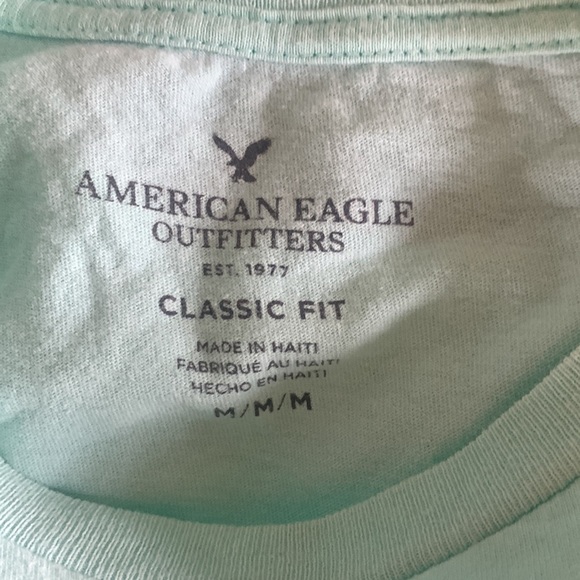 AMERICAN EAGLE
OUTFITTERS
EST. 1977
CLASSIC FIT
MADE IN HAITI
FABRIQUÉ AU HAITI
HECHO EN HAITI
M/M/M